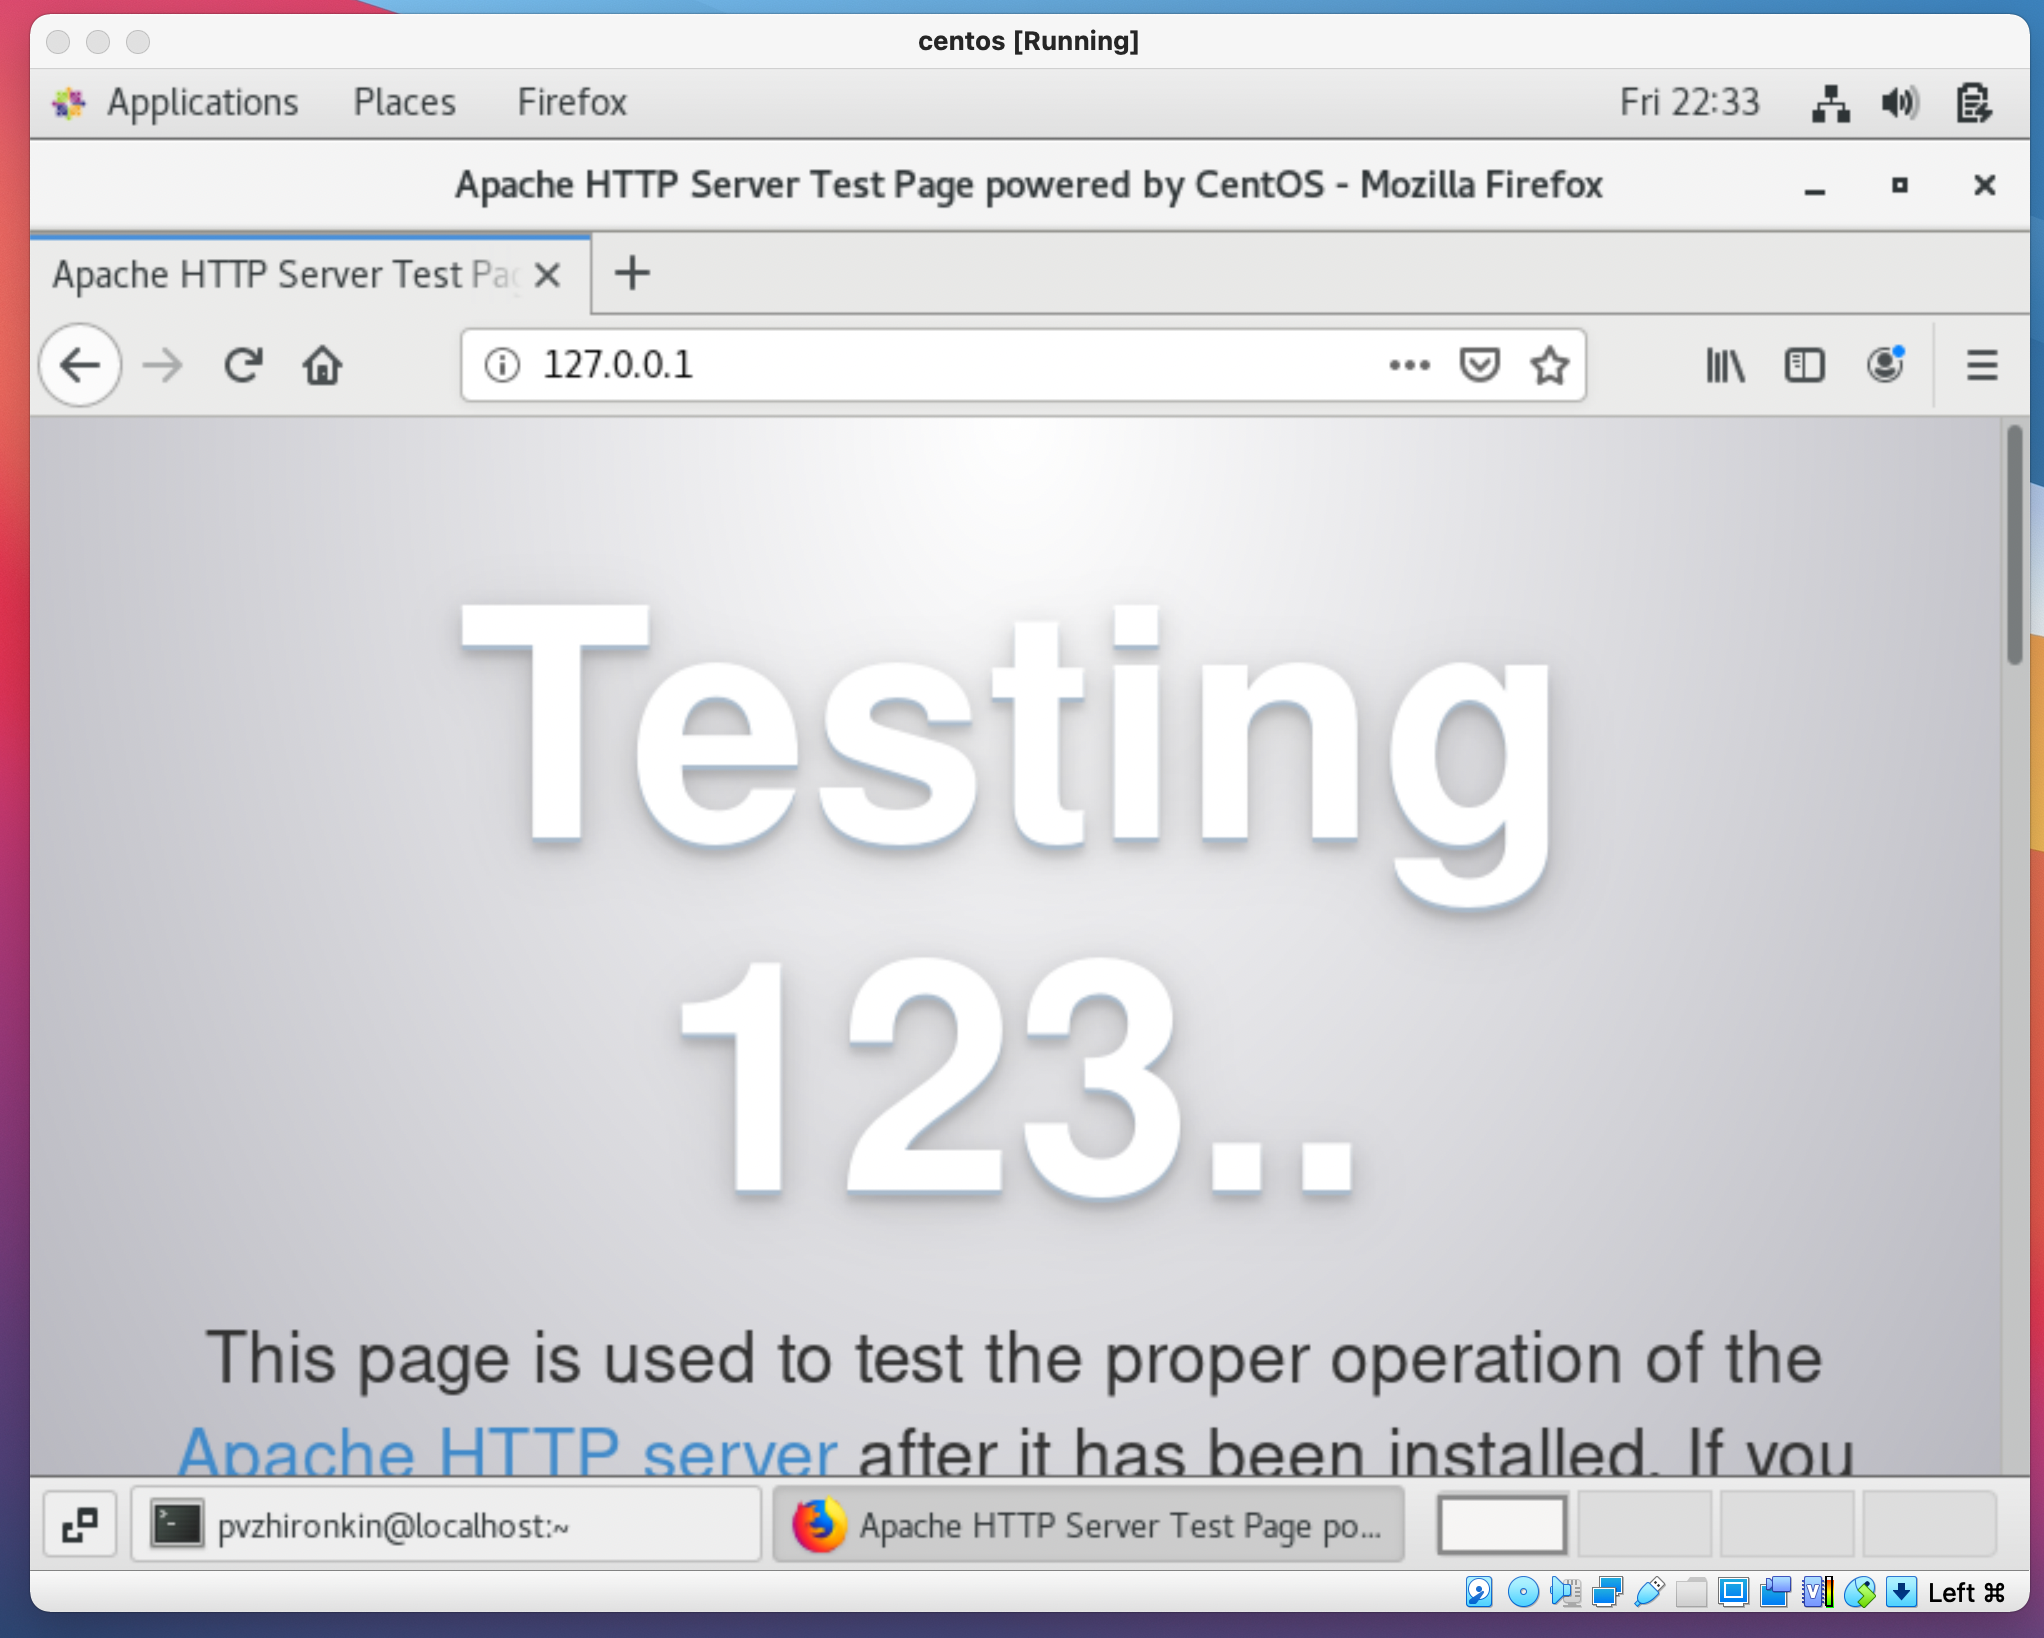 centos [Running]
Applications Places Firefox Fri 22:33
Apache HTTP Server Test Page powered by CentOS - Mozilla Firefox
Apache HTTP Server Test Pag
127.0.0.1
Testing
123..
This page is used to test the proper operation of the
Apache HTTP server after it has been installed. If you
pvzhironkin@localhost:~ Apache HTTP Server Test Page po...
Left ⌘